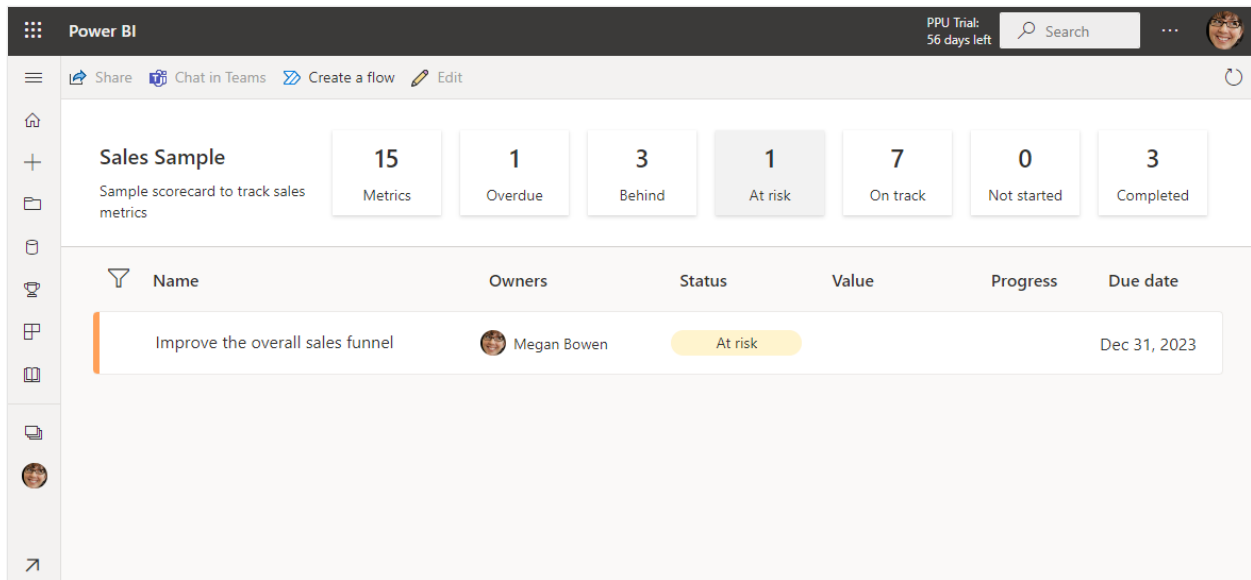 Power BI
PPU Trial:
56 days left
Search
Share Chat in Teams Create a flow Edit
Sales Sample
Sample scorecard to track sales
metrics
15
Metrics
1
Overdue
3
Behind
1
At risk
7
On track
0
Not started
3
Completed
Name Owners Status Value Progress Due date
Improve the overall sales funnel Megan Bowen At risk Dec 31, 2023